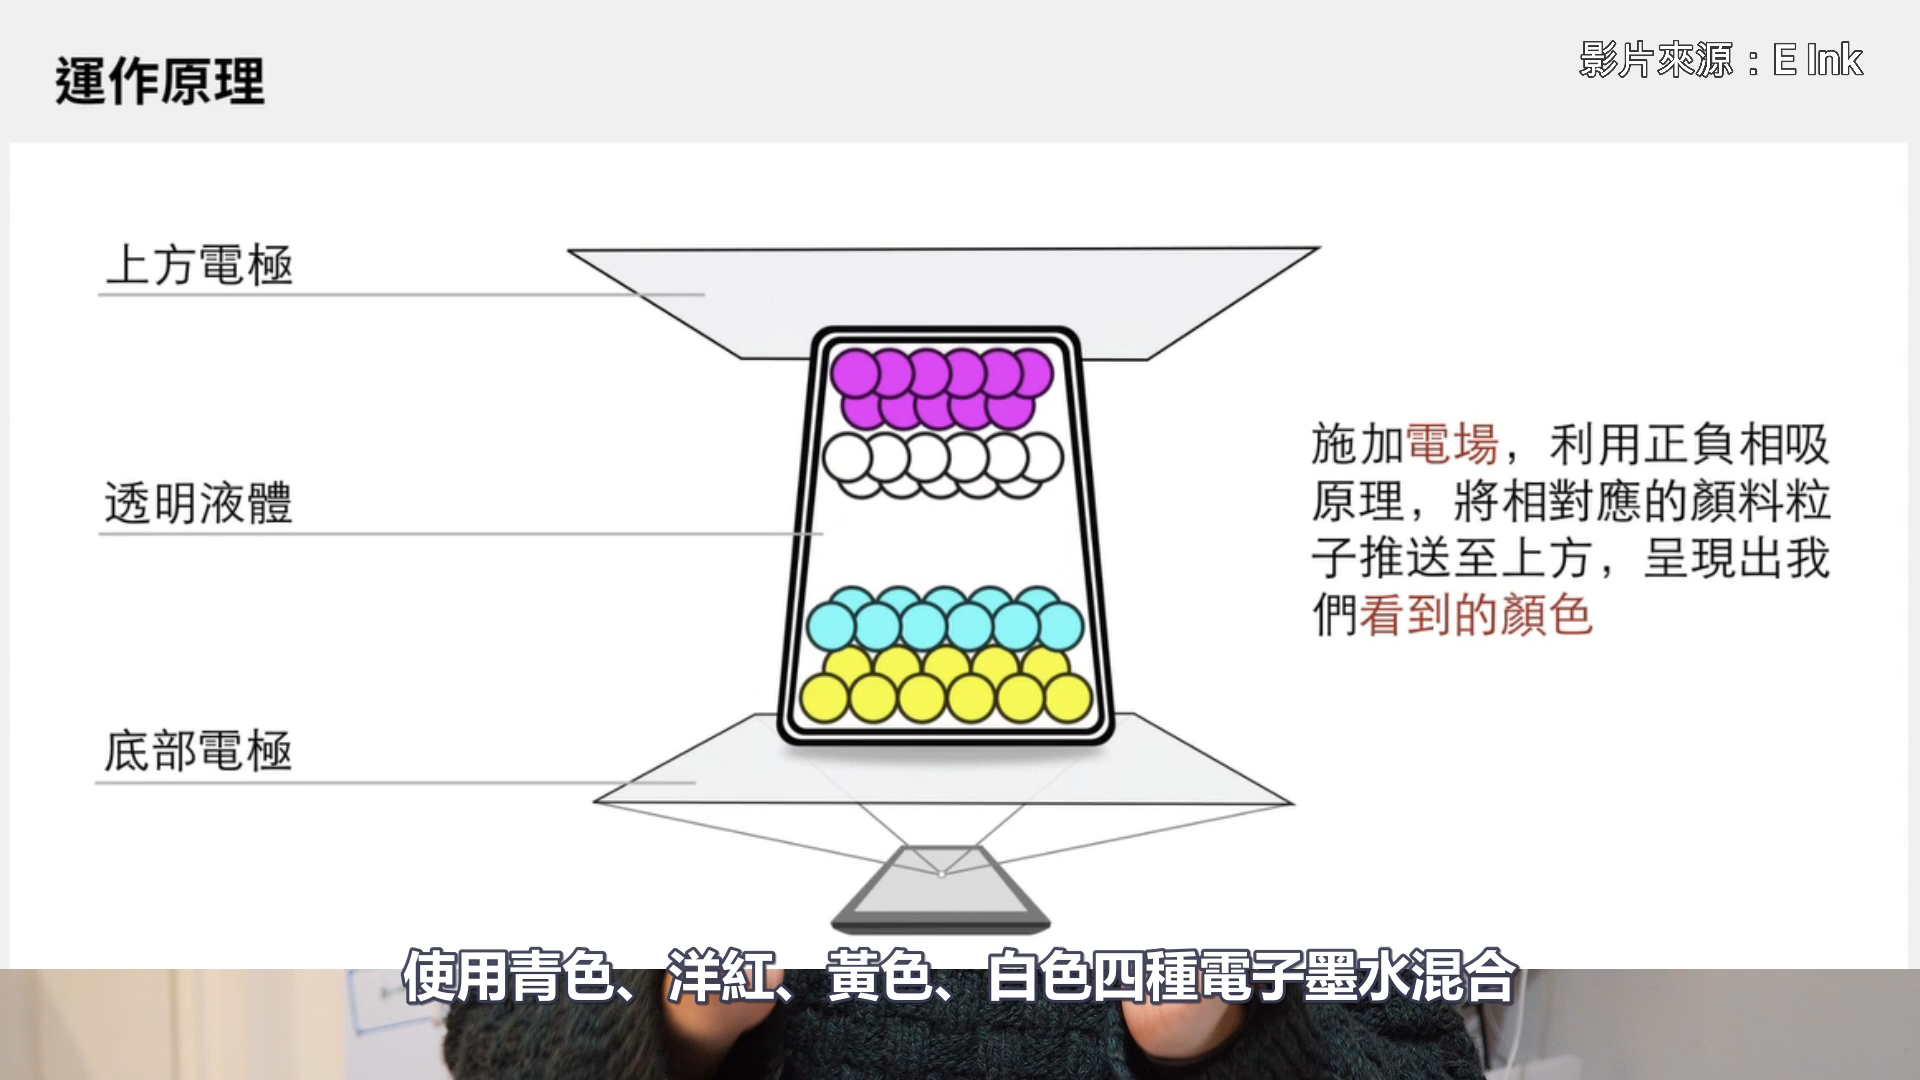 運作原理
影片來源：E Ink
上方電極
透明液體
底部電極
施加電場，利用正負相吸
原理，將相對應的顏料粒
子推送至上方，呈現出我
們看到的顏色
使用青色、洋紅、黃色、白色四種電子墨水混合